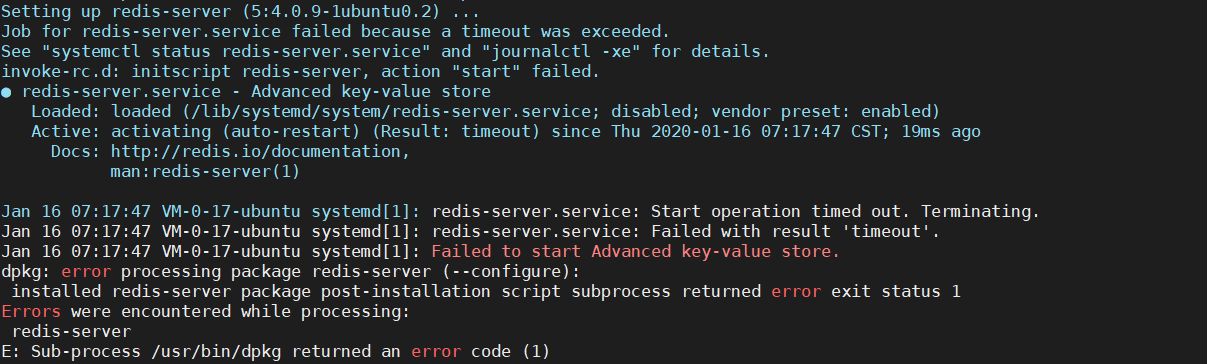 Setting up redis-server (5:4.0.9-1ubuntu0.2) ...
Job for redis-server.service failed because a timeout was exceeded.
See "systemctl status redis-server.service" and "journalctl -xe" for details.
invoke-rc.d: initscript redis-server, action "start" failed.
● redis-server.service - Advanced key-value store
   Loaded: loaded (/lib/systemd/system/redis-server.service; disabled; vendor preset: enabled)
   Active: activating (auto-restart) (Result: timeout) since Thu 2020-01-16 07:17:47 CST; 19ms ago
     Docs: http://redis.io/documentation,
           man:redis-server(1)

Jan 16 07:17:47 VM-0-17-ubuntu systemd[1]: redis-server.service: Start operation timed out. Terminating.
Jan 16 07:17:47 VM-0-17-ubuntu systemd[1]: redis-server.service: Failed with result 'timeout'.
Jan 16 07:17:47 VM-0-17-ubuntu systemd[1]: Failed to start Advanced key-value store.
dpkg: error processing package redis-server (--configure):
 installed redis-server package post-installation script subprocess returned error exit status 1
Errors were encountered while processing:
 redis-server
E: Sub-process /usr/bin/dpkg returned an error code (1)